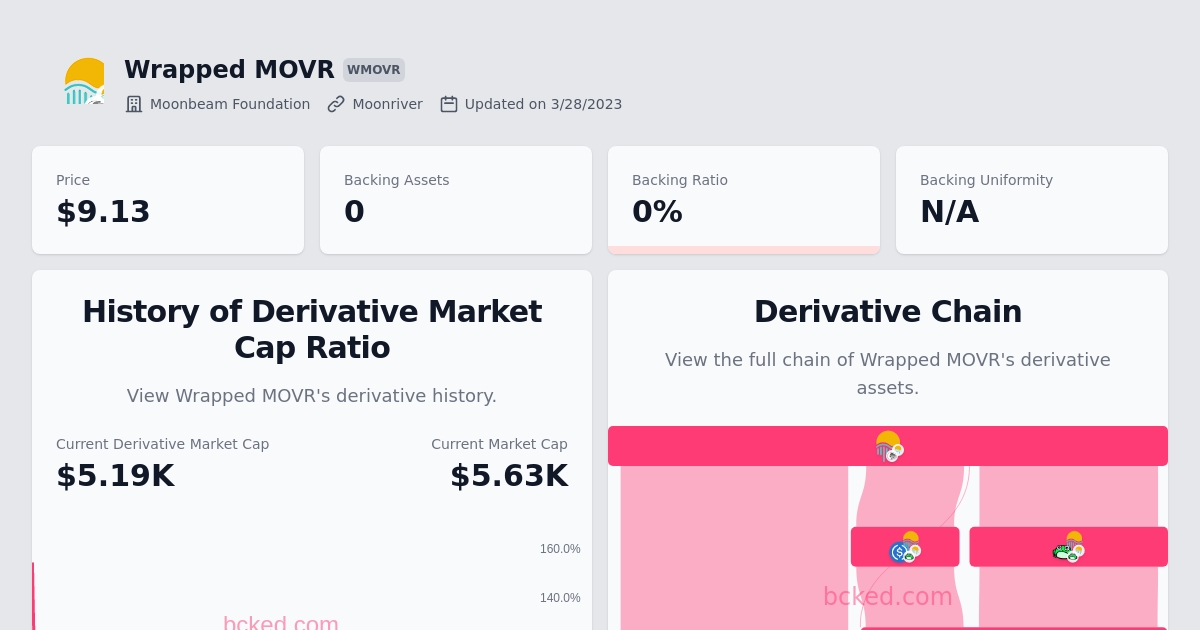 Wrapped MOVR WMOVR
Moonbeam Foundation Moonriver Updated on 3/28/2023
Price
$9.13
Backing Assets
0
Backing Ratio
0%
Backing Uniformity
N/A
History of Derivative Market
Cap Ratio
View Wrapped MOVR's derivative history.
Current Derivative Market Cap
$5.19K
Current Market Cap
$5.63K
160.0%
140.0%
bcked.com
Derivative Chain
View the full chain of Wrapped MOVR's derivative
assets.
bcked.com